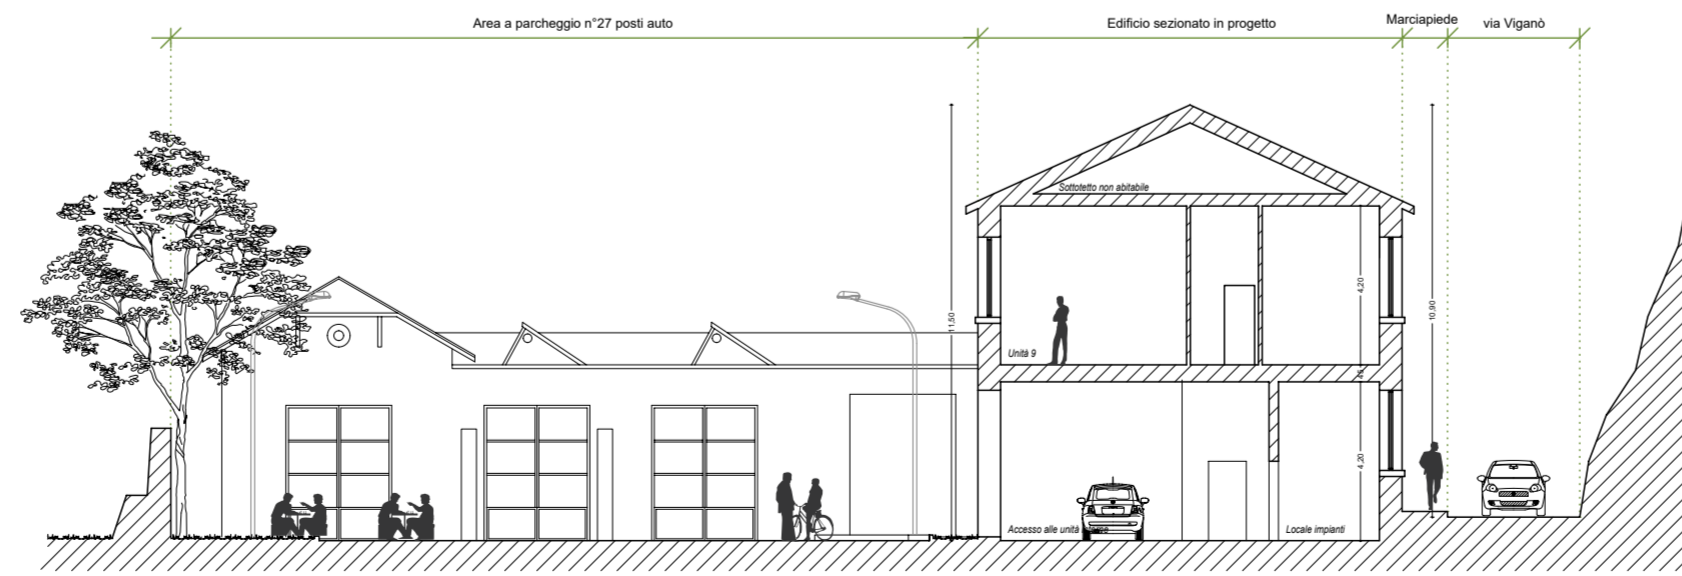 Area a parcheggio n°27 posti auto
Edificio sezionato in progetto
Marciapiede
via Viganò
Sottotetto non abitabile
11,50
4,20
10,90
Unità 9
4,20
Accesso alle unità
Locale impianti